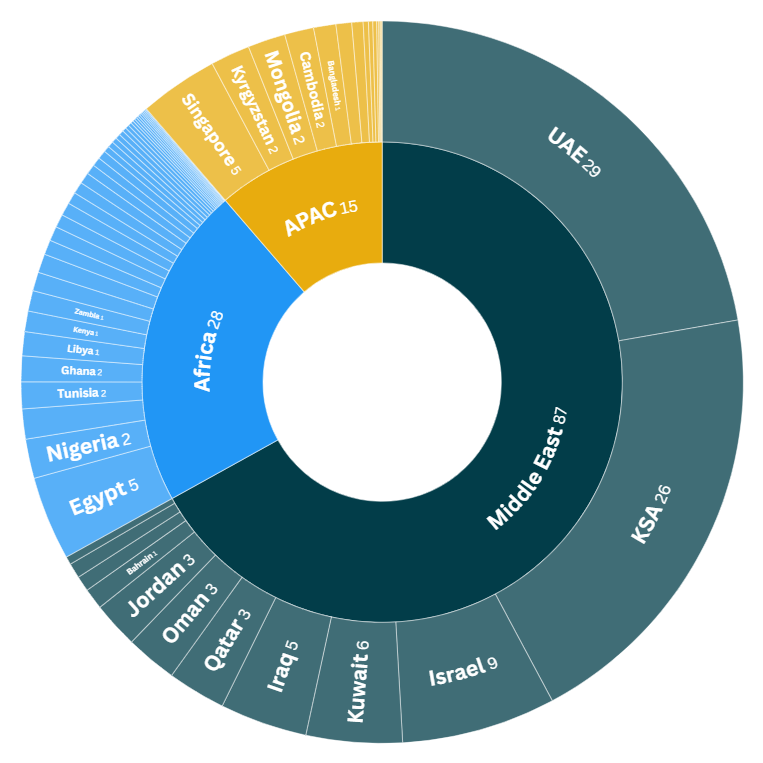 Middle East 87
UAE 29
KSA 26
Israel 9
Kuwait 6
Iraq 5
Qatar 3
Oman 3
Jordan 3
Bahrain 1
Africa 28
Egypt 5
Nigeria 2
Tunisia 2
Ghana 2
Libya 1
Kenya 1
Zambia 1
APAC 15
Singapore 5
Kyrgyzstan 2
Mongolia 2
Cambodia 2
Bangladesh 1